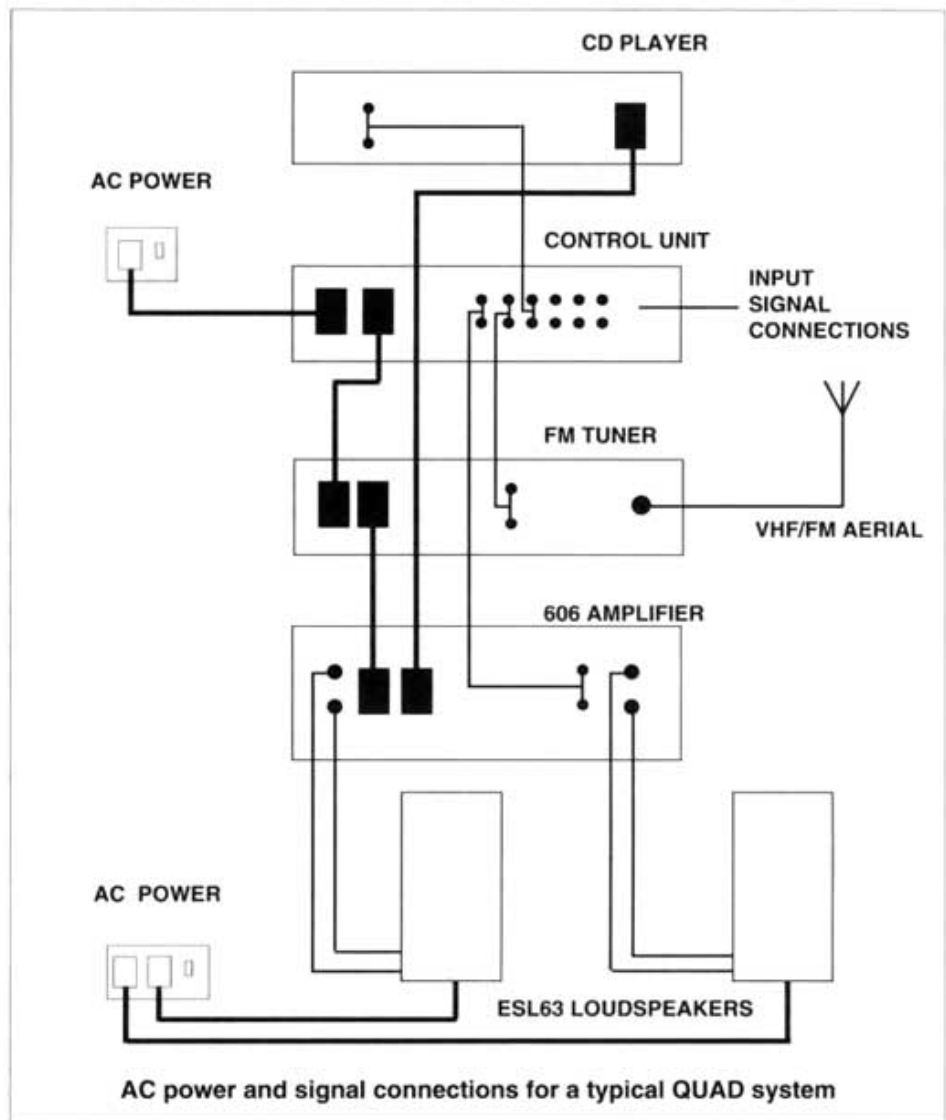 CD PLAYER
AC POWER
CONTROL UNIT
INPUT
SIGNAL
CONNECTIONS
FM TUNER
VHF/FM AERIAL
606 AMPLIFIER
AC POWER
ESL63 LOUDSPEAKERS
AC power and signal connections for a typical QUAD system